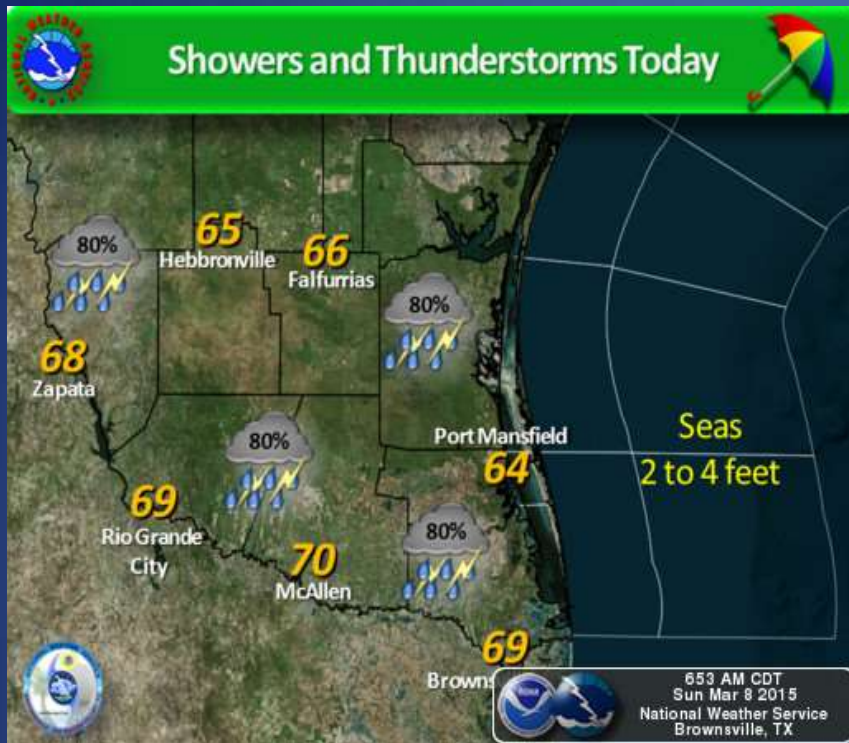 Showers and Thunderstorms Today
80%
65
Hebbronville
66
Falfurrias
80%
68
Zapata
80%
Port Mansfield
64
Seas
2 to 4 feet
69
Rio Grande
City
80%
70
McAllen
69
NOAA
653 AM CDT
Sun Mar 8 2015
National Weather Service
Brownsville, TX